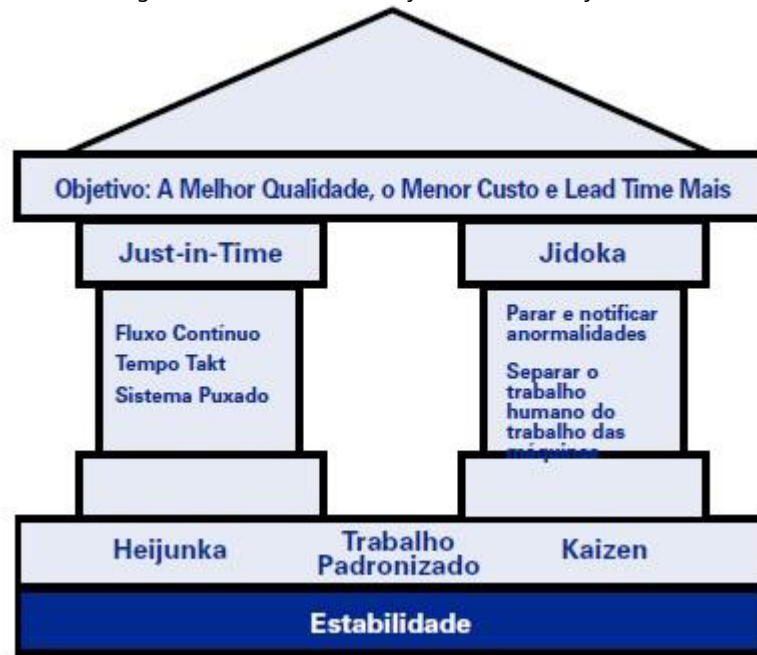 Objetivo: A Melhor Qualidade, o Menor Custo e Lead Time Mais
Just-in-Time
Jidoka
Fluxo Contínuo
Tempo Takt
Sistema Puxado
Parar e notificar
anormalidades
Separar o
trabalho
humano do
trabalho das
máquinas
Heijunka
Trabalho
Padronizado
Kaizen
Estabilidade